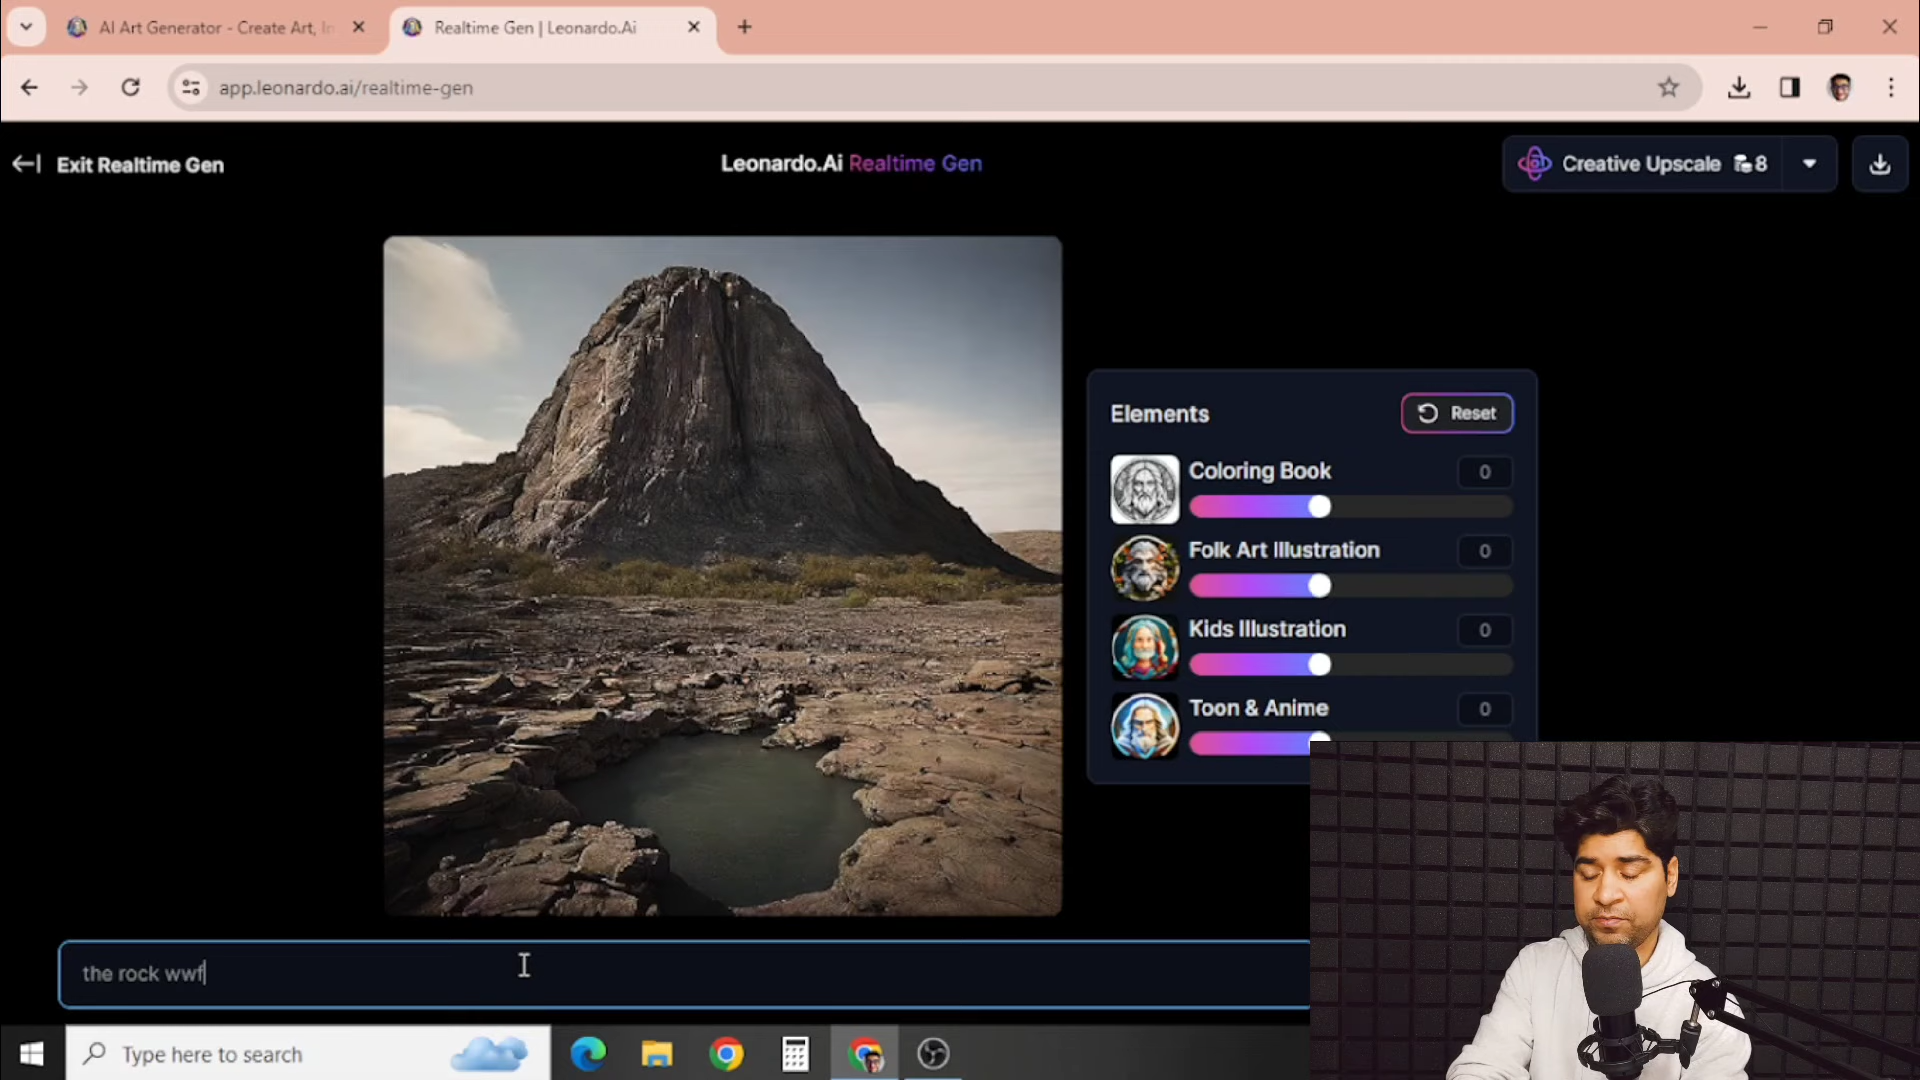 AI Art Generator - Create Art, In
Realtime Gen | Leonardo.Ai
app.leonardo.ai/realtime-gen
Exit Realtime Gen
Leonardo.Ai Realtime Gen
Creative Upscale 8
Elements
Reset
Coloring Book 0
Folk Art Illustration 0
Kids Illustration 0
Toon & Anime 0
the rock wwf
Type here to search